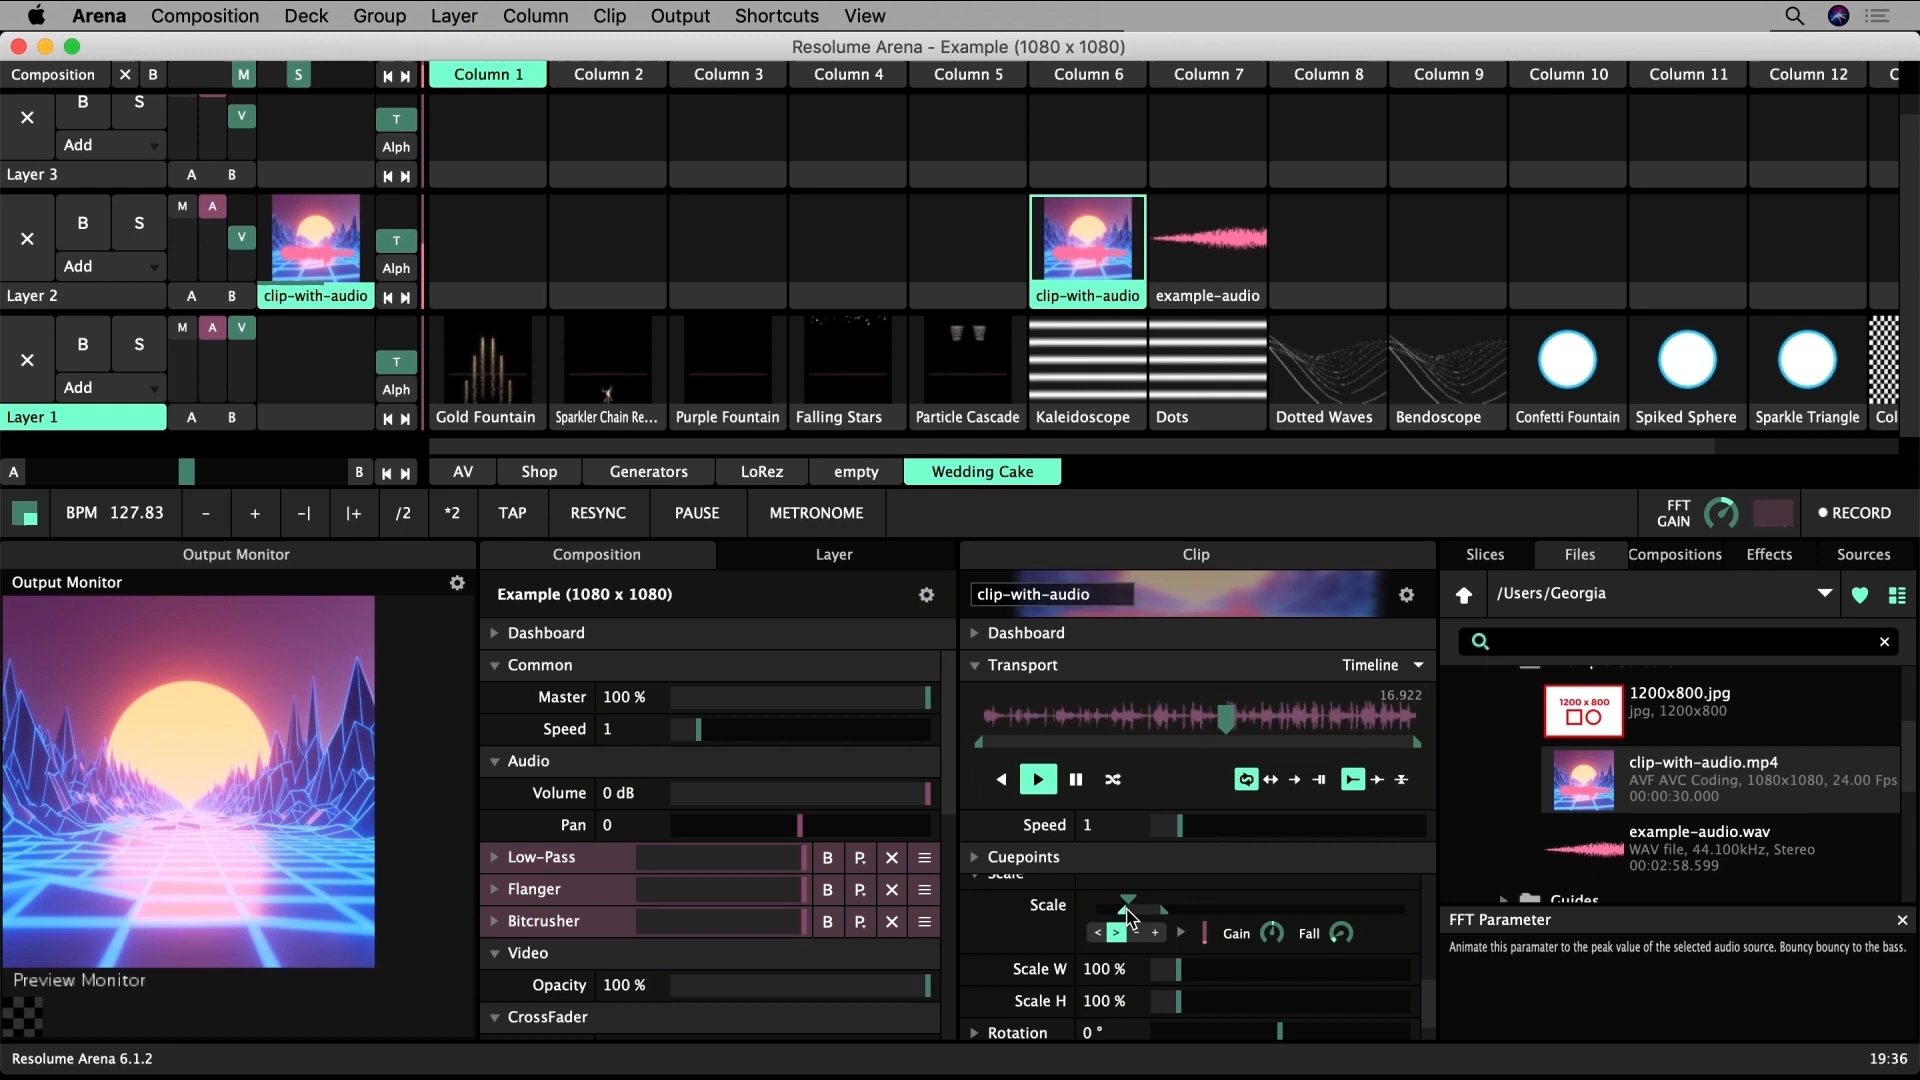 Arena Composition Deck Group Layer Column Clip Output Shortcuts View
Resolume Arena - Example (1080 x 1080)
Composition B M S Column 1 Column 2 Column 3 Column 4 Column 5 Column 6 Column 7 Column 8 Column 9 Column 10 Column 11 Column 12 C
B S V T
Add Alph
Layer 3 A B
B S M A V T
Add Alph
Layer 2 A B clip-with-audio clip-with-audio example-audio
B S M A V T
Add Alph
Layer 1 A B Gold Fountain Sparkler Chain Re... Purple Fountain Falling Stars Particle Cascade Kaleidoscope Dots Dotted Waves Bendoscope Confetti Fountain Spiked Sphere Sparkle Triangle Col
A B AV Shop Generators LoRez empty Wedding Cake
BPM 127.83 - + -| |+ /2 *2 TAP RESYNC PAUSE METRONOME FFT GAIN RECORD
Output Monitor Composition Layer Clip Slices Files Compositions Effects Sources
Output Monitor
Preview Monitor
Example (1080 x 1080)
Dashboard
Common
Master 100 %
Speed 1
Audio
Volume 0 dB
Pan 0
Low-Pass B P.
Flanger B P.
Bitcrusher B P.
Video
Opacity 100 %
CrossFader
clip-with-audio
Dashboard
Transport Timeline
16.922
Speed 1
Cuepoints
Scale
Scale
< > - + Gain Fall
Scale W 100 %
Scale H 100 %
Rotation 0 °
/Users/Georgia
1200 x 800
1200x800.jpg
jpg, 1200x800
clip-with-audio.mp4
AVF AVC Coding, 1080x1080, 24.00 Fps
00:00:30.000
example-audio.wav
WAV file, 44.100kHz, Stereo
00:02:58.599
Guides
FFT Parameter
Animate this paramater to the peak value of the selected audio source. Bouncy bouncy to the bass.
Resolume Arena 6.1.2 19:36